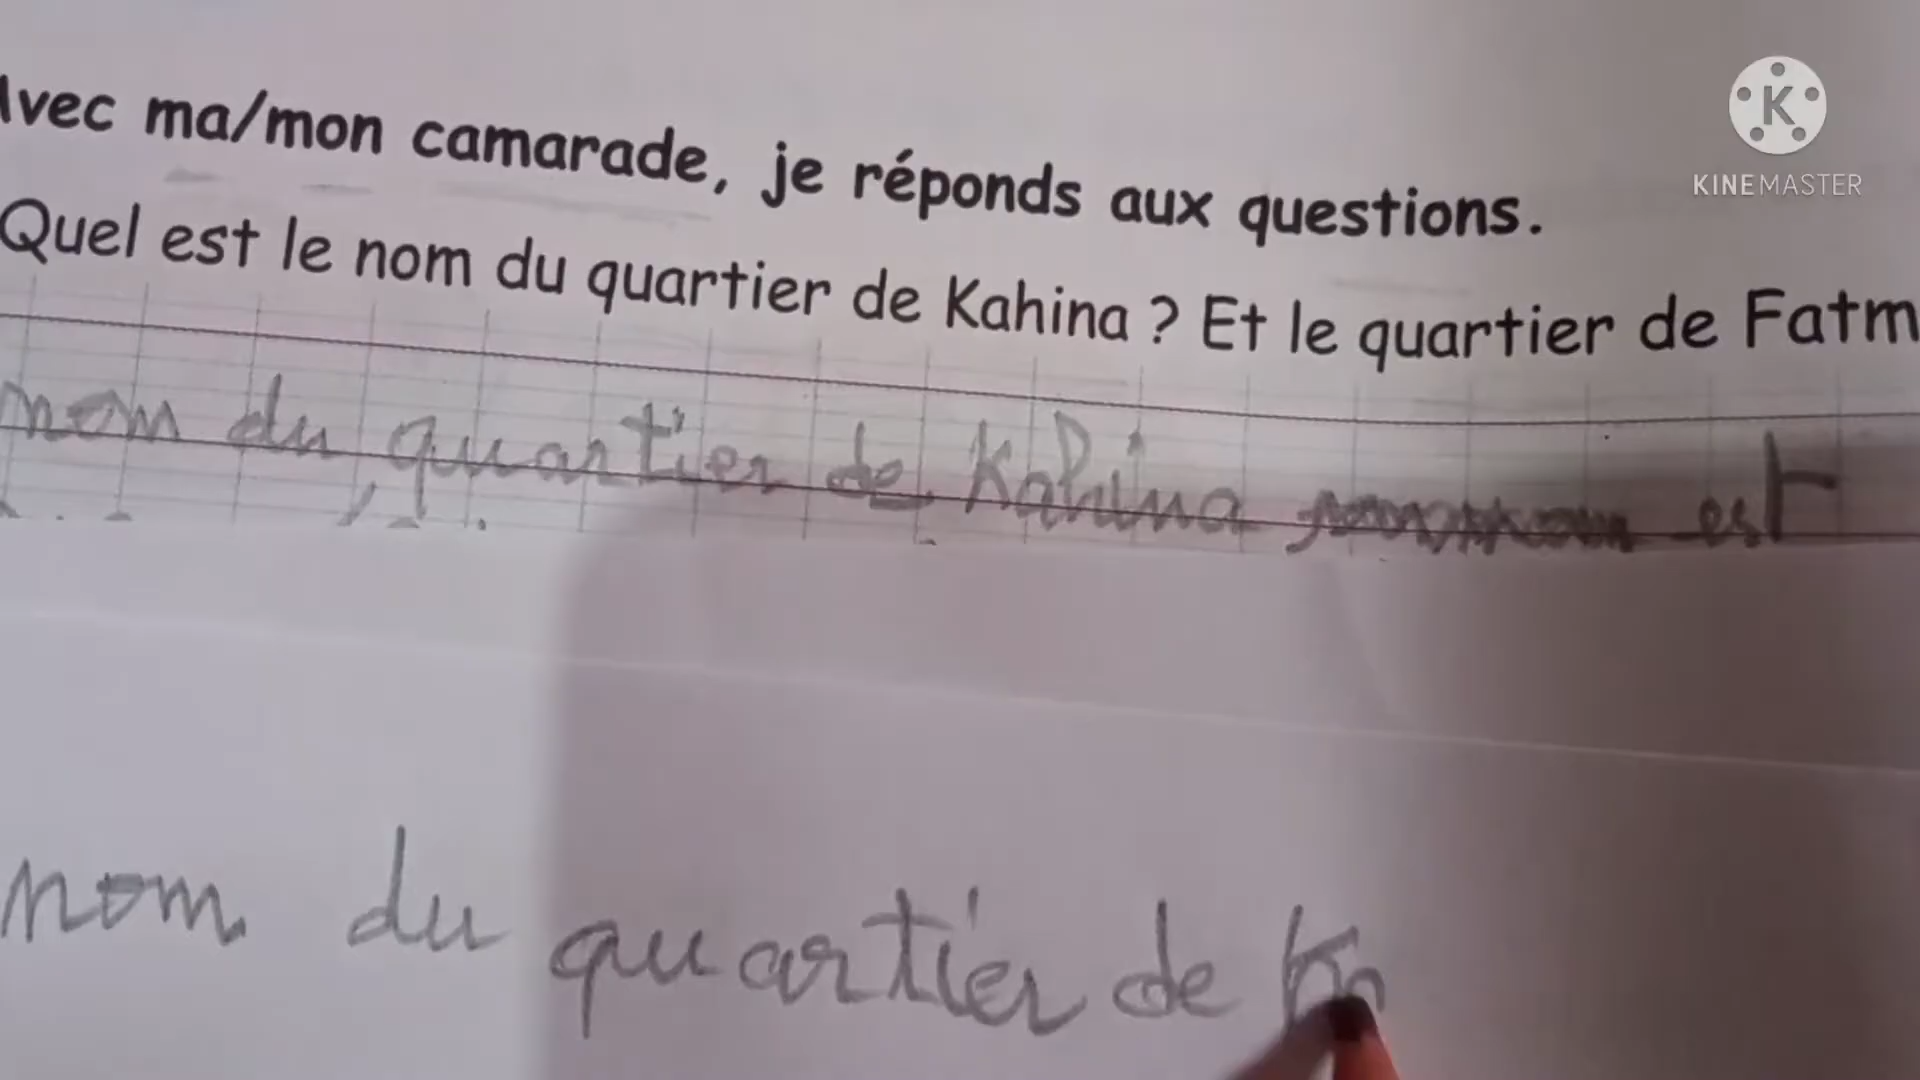 Avec ma/mon camarade, je réponds aux questions.
Quel est le nom du quartier de Kahina ? Et le quartier de Fatm
nom du quartier de Kahina est
nom du quartier de
K
KINEMASTER